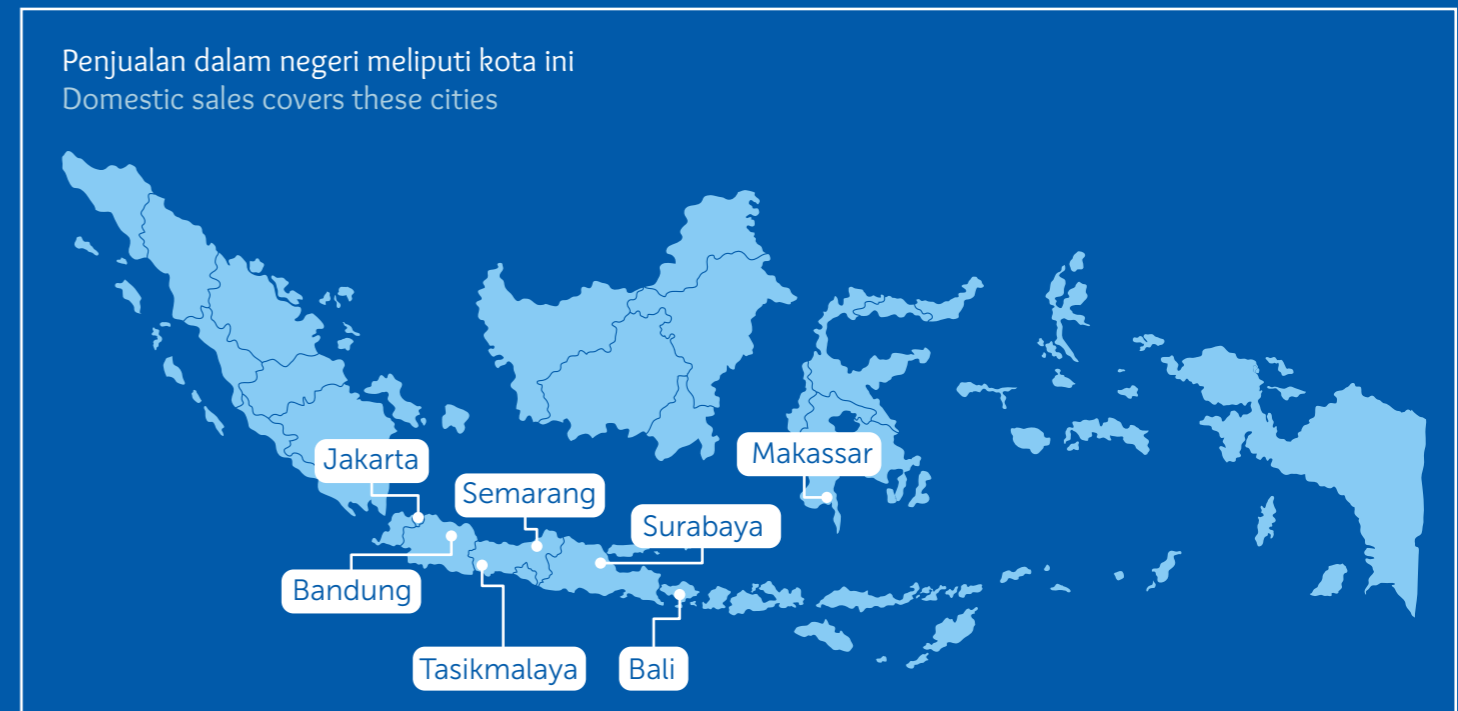 Penjualan dalam negeri meliputi kota ini
Domestic sales covers these cities
Jakarta
Makassar
Semarang
Surabaya
Bandung
Tasikmalaya
Bali